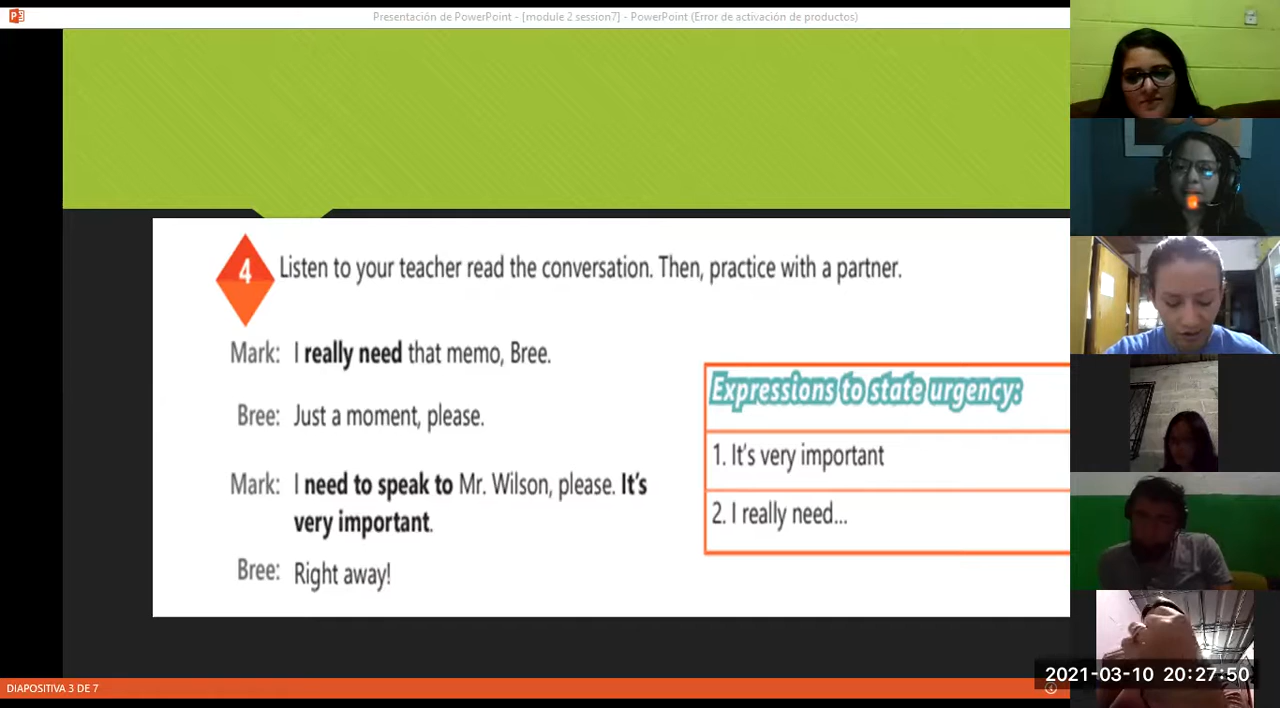 Presentación de PowerPoint - [module 2 session7] - PowerPoint (Error de activación de productos)
4
Listen to your teacher read the conversation. Then, practice with a partner.
Mark: I really need that memo, Bree.
Bree: Just a moment, please.
Mark: I need to speak to Mr. Wilson, please. It's
very important.
Bree: Right away!
Expressions to state urgency:
1. It's very important
2. I really need...
2021-03-10 20:27:50
DIAPOSITIVA 3 DE 7